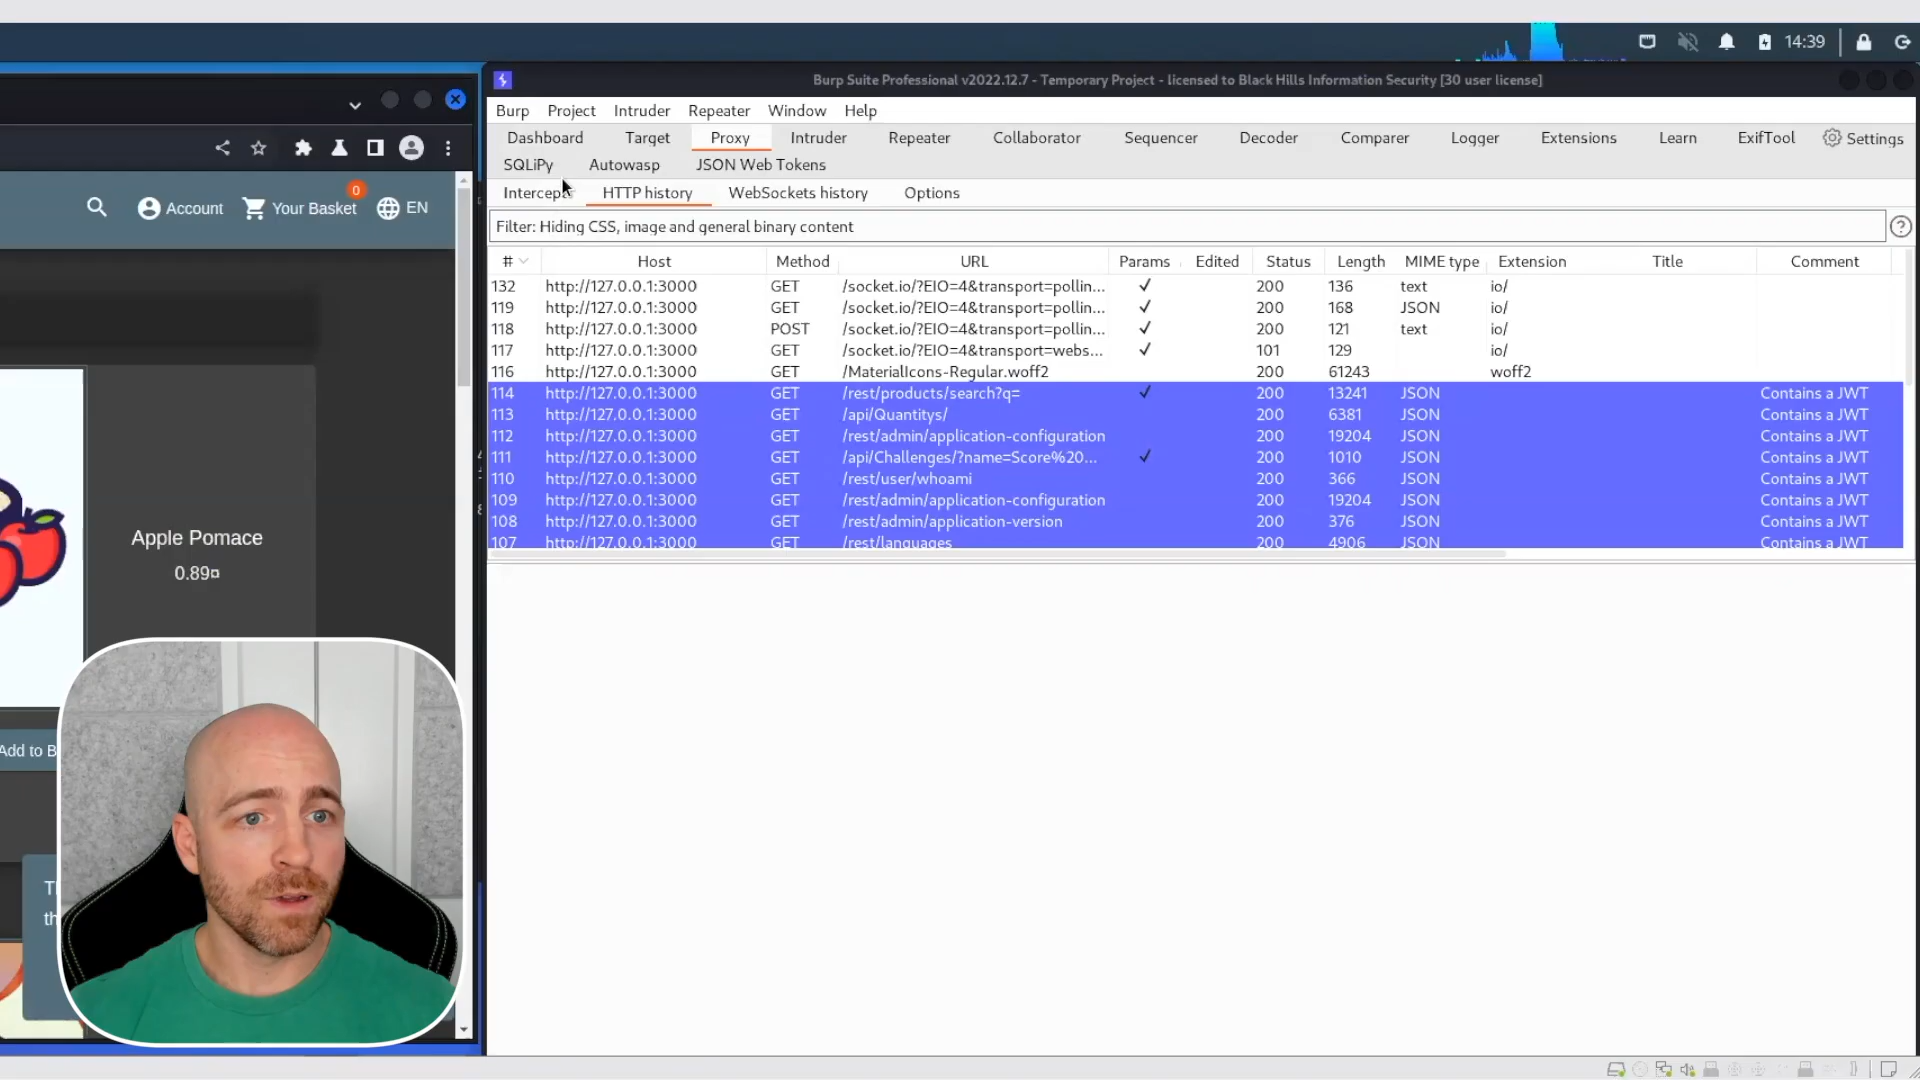 14:39
Burp Suite Professional v2022.12.7 - Temporary Project - licensed to Black Hills Information Security [30 user license]
Burp Project Intruder Repeater Window Help
Dashboard Target Proxy Intruder Repeater Collaborator Sequencer Decoder Comparer Logger Extensions Learn ExifTool Settings
SQLiPy Autowasp JSON Web Tokens
Intercept HTTP history WebSockets history Options
Filter: Hiding CSS, image and general binary content ?
# Host Method URL Params Edited Status Length MIME type Extension Title Comment
132 http://127.0.0.1:3000 GET /socket.io/?EIO=4&transport=pollin... ✓ 200 136 text io/
119 http://127.0.0.1:3000 GET /socket.io/?EIO=4&transport=pollin... ✓ 200 168 JSON io/
118 http://127.0.0.1:3000 POST /socket.io/?EIO=4&transport=pollin... ✓ 200 121 text io/
117 http://127.0.0.1:3000 GET /socket.io/?EIO=4&transport=webs... ✓ 101 129 io/
116 http://127.0.0.1:3000 GET /MaterialIcons-Regular.woff2 200 61243 woff2
114 http://127.0.0.1:3000 GET /rest/products/search?q= ✓ 200 13241 JSON Contains a JWT
113 http://127.0.0.1:3000 GET /api/Quantitys/ 200 6381 JSON Contains a JWT
112 http://127.0.0.1:3000 GET /rest/admin/application-configuration 200 19204 JSON Contains a JWT
111 http://127.0.0.1:3000 GET /api/Challenges/?name=Score%20... ✓ 200 1010 JSON Contains a JWT
110 http://127.0.0.1:3000 GET /rest/user/whoami 200 366 JSON Contains a JWT
109 http://127.0.0.1:3000 GET /rest/admin/application-configuration 200 19204 JSON Contains a JWT
108 http://127.0.0.1:3000 GET /rest/admin/application-version 200 376 JSON Contains a JWT
107 http://127.0.0.1:3000 GET /rest/languages 200 4906 JSON Contains a JWT
Account Your Basket 0 EN
Apple Pomace
0.89¤
Add to B